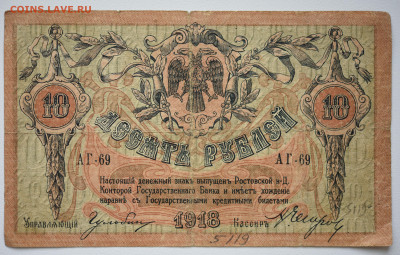 COINS.LAVE.RU
10 10
ДЕСЯТЬ РУБЛЕЙ
АГ-69 АГ-69
Настоящій денежный знакъ выпущенъ Ростовской н-Д.
Конторой Государственнаго Банка и имѣетъ хожденіе
наравнѣ съ Государственными кредитными билетами
Управляющій 1918 Кассиръ
5119